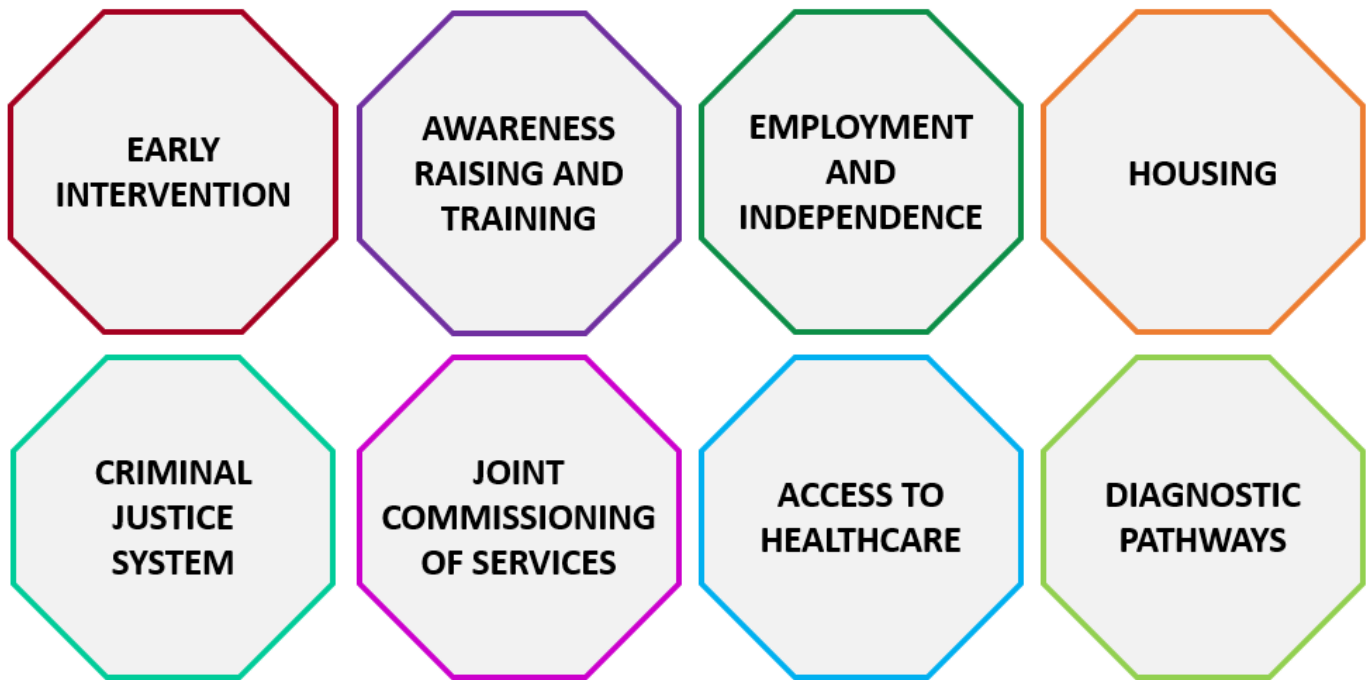 EARLY
INTERVENTION
AWARENESS
RAISING AND
TRAINING
EMPLOYMENT
AND
INDEPENDENCE
HOUSING
CRIMINAL
JUSTICE
SYSTEM
JOINT
COMMISSIONING
OF SERVICES
ACCESS TO
HEALTHCARE
DIAGNOSTIC
PATHWAYS